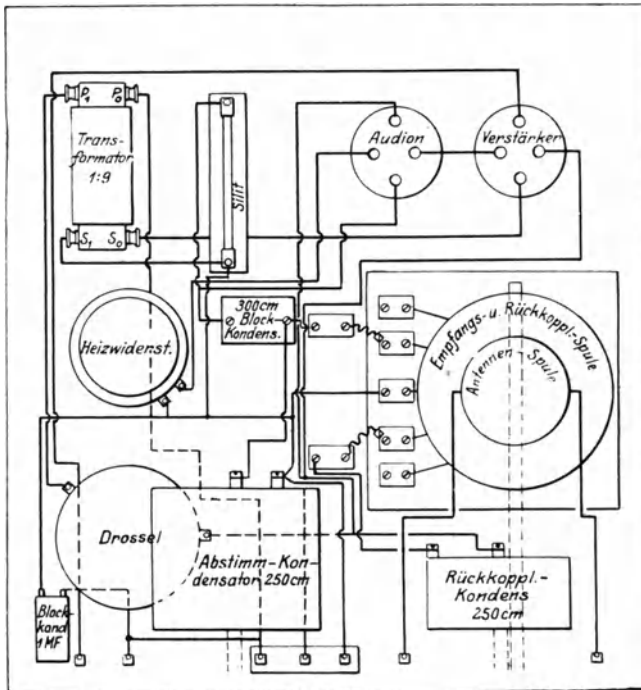 P₁ P₀
Trans-
formator
1:9
S₁ S₀
Silit
Audion
Verstärker
Heizwiderst.
300cm
Block-
Kondens.
Empfangs- u. Rückkoppl-Spule
Antennen-Spule
Drossel
Abstimm-Kon-
densator 250cm
Rückkoppl.-
Kondens
250cm
Block-
kond
1MF